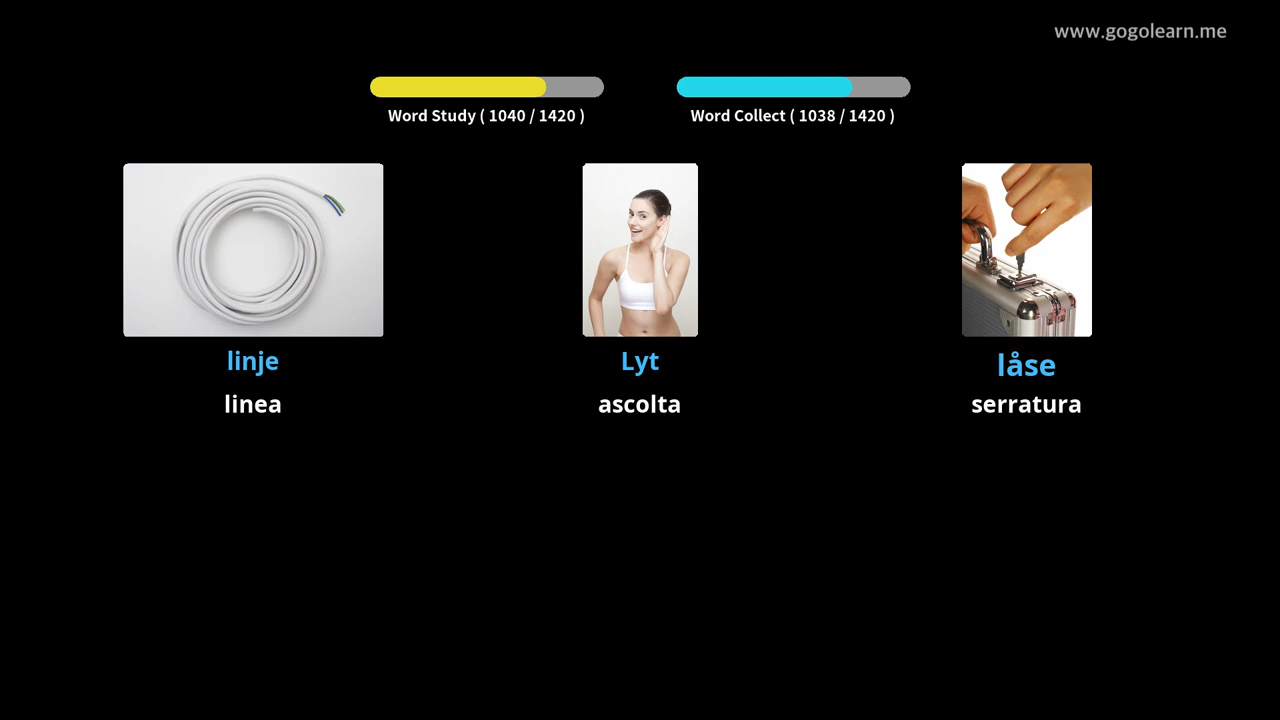 www.gogolearn.me
Word Study ( 1040 / 1420 )
Word Collect ( 1038 / 1420 )
linje
Lyt
låse
linea
ascolta
serratura